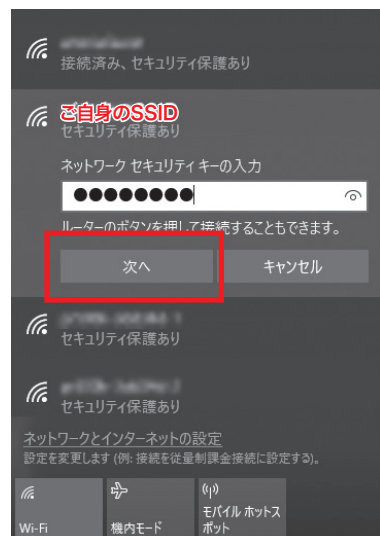 接続済み、セキュリティ保護あり
ご自身のSSID
セキュリティ保護あり
ネットワーク セキュリティ キーの入力
●●●●●●●●
ルーターのボタンを押して接続することもできます。
次へ
キャンセル
セキュリティ保護あり
セキュリティ保護あり
ネットワークとインターネットの設定
設定を変更します (例: 接続を従量制課金接続に設定する)。
Wi-Fi
機内モード
モバイル ホットス
ポット